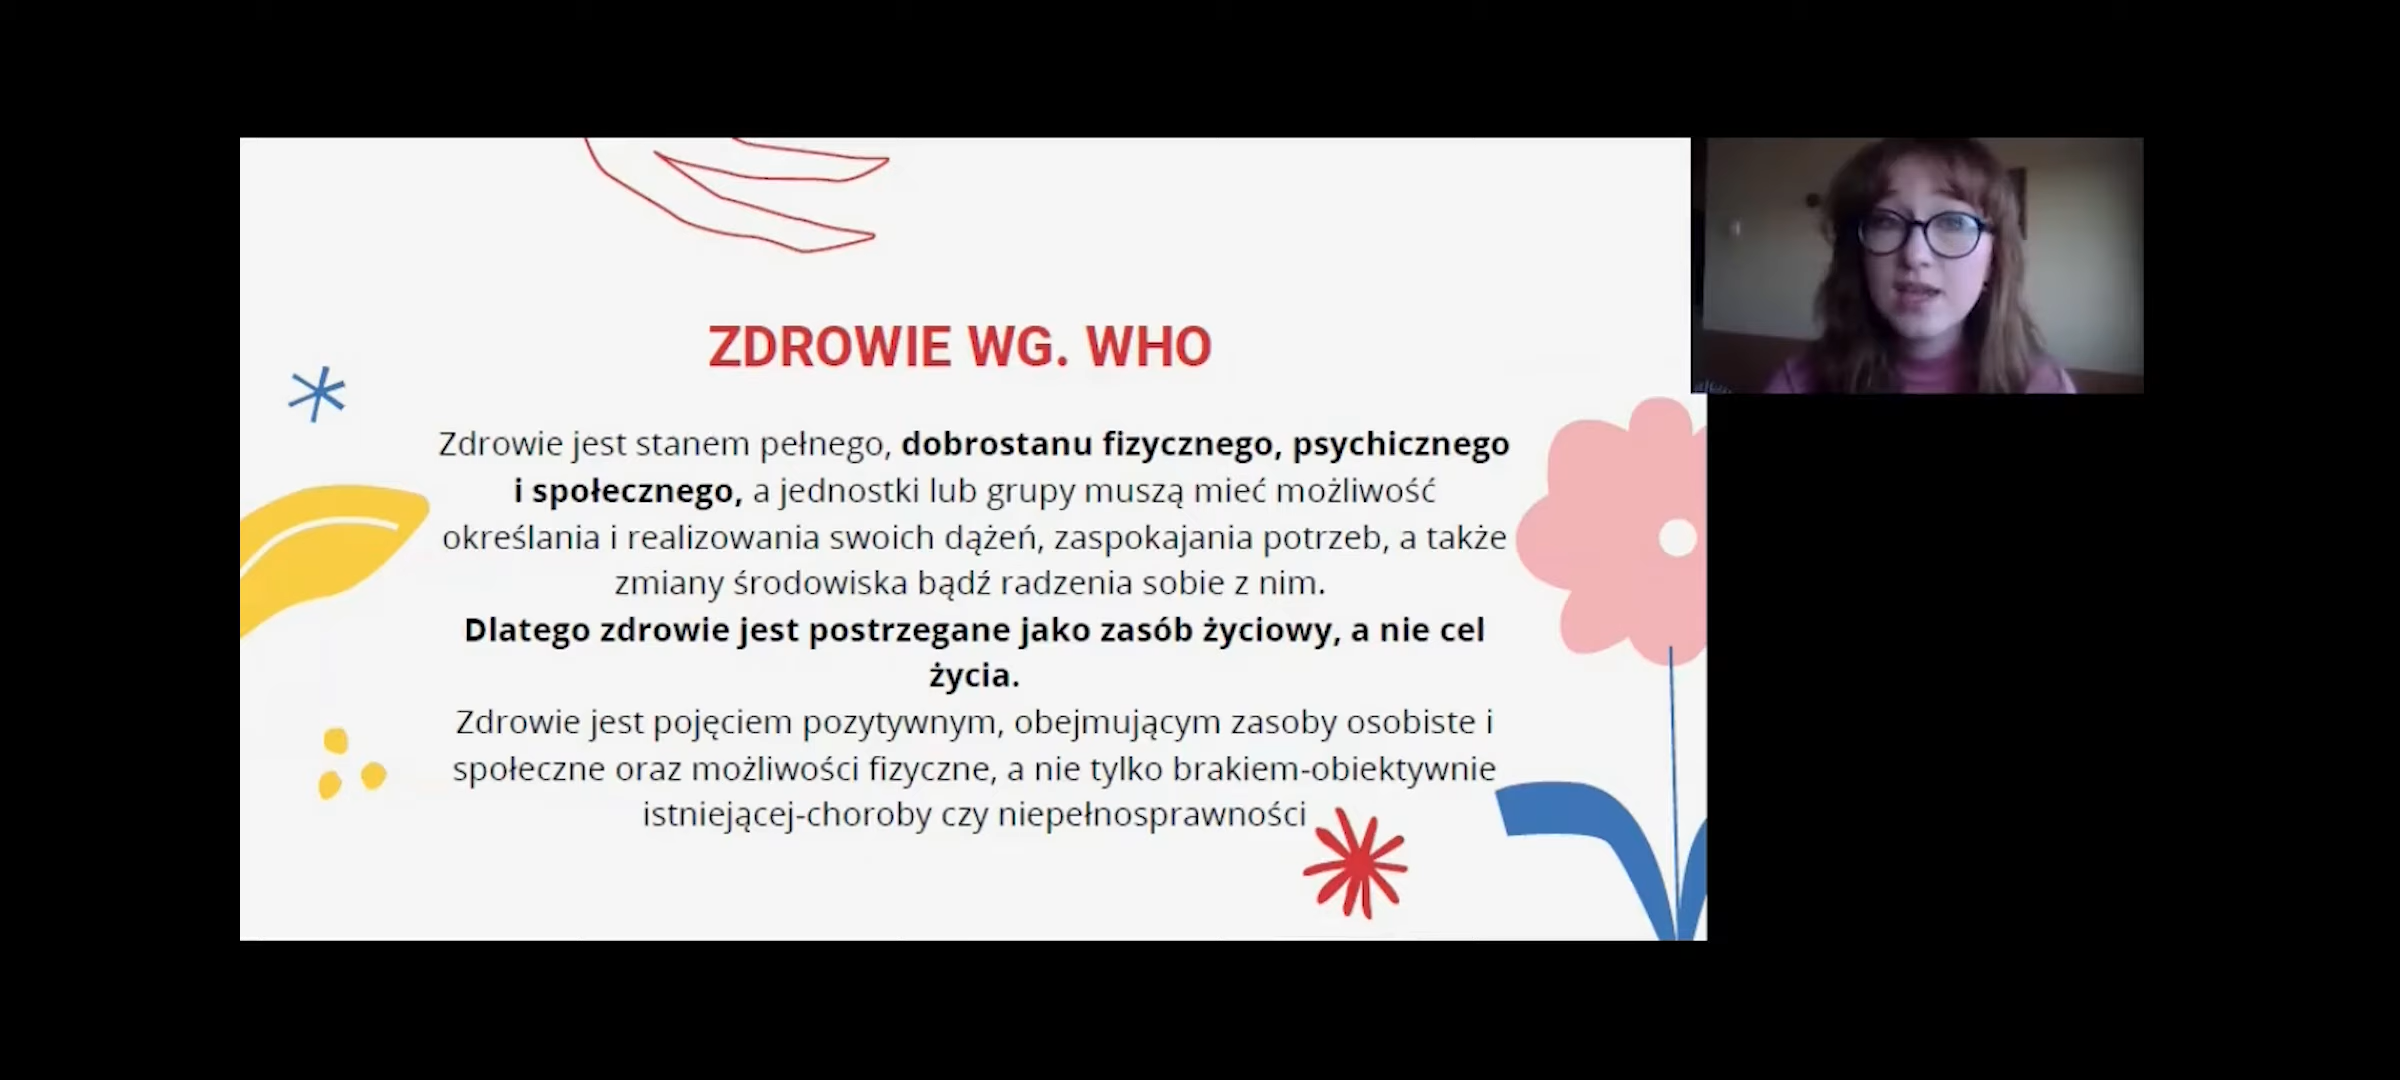 ZDROWIE WG. WHO
Zdrowie jest stanem pełnego, dobrostanu fizycznego, psychicznego
i społecznego, a jednostki lub grupy muszą mieć możliwość
określania i realizowania swoich dążeń, zaspokajania potrzeb, a także
zmiany środowiska bądź radzenia sobie z nim.
Dlatego zdrowie jest postrzegane jako zasób życiowy, a nie cel
życia.
Zdrowie jest pojęciem pozytywnym, obejmującym zasoby osobiste i
społeczne oraz możliwości fizyczne, a nie tylko brakiem-obiektywnie
istniejącej-choroby czy niepełnosprawności